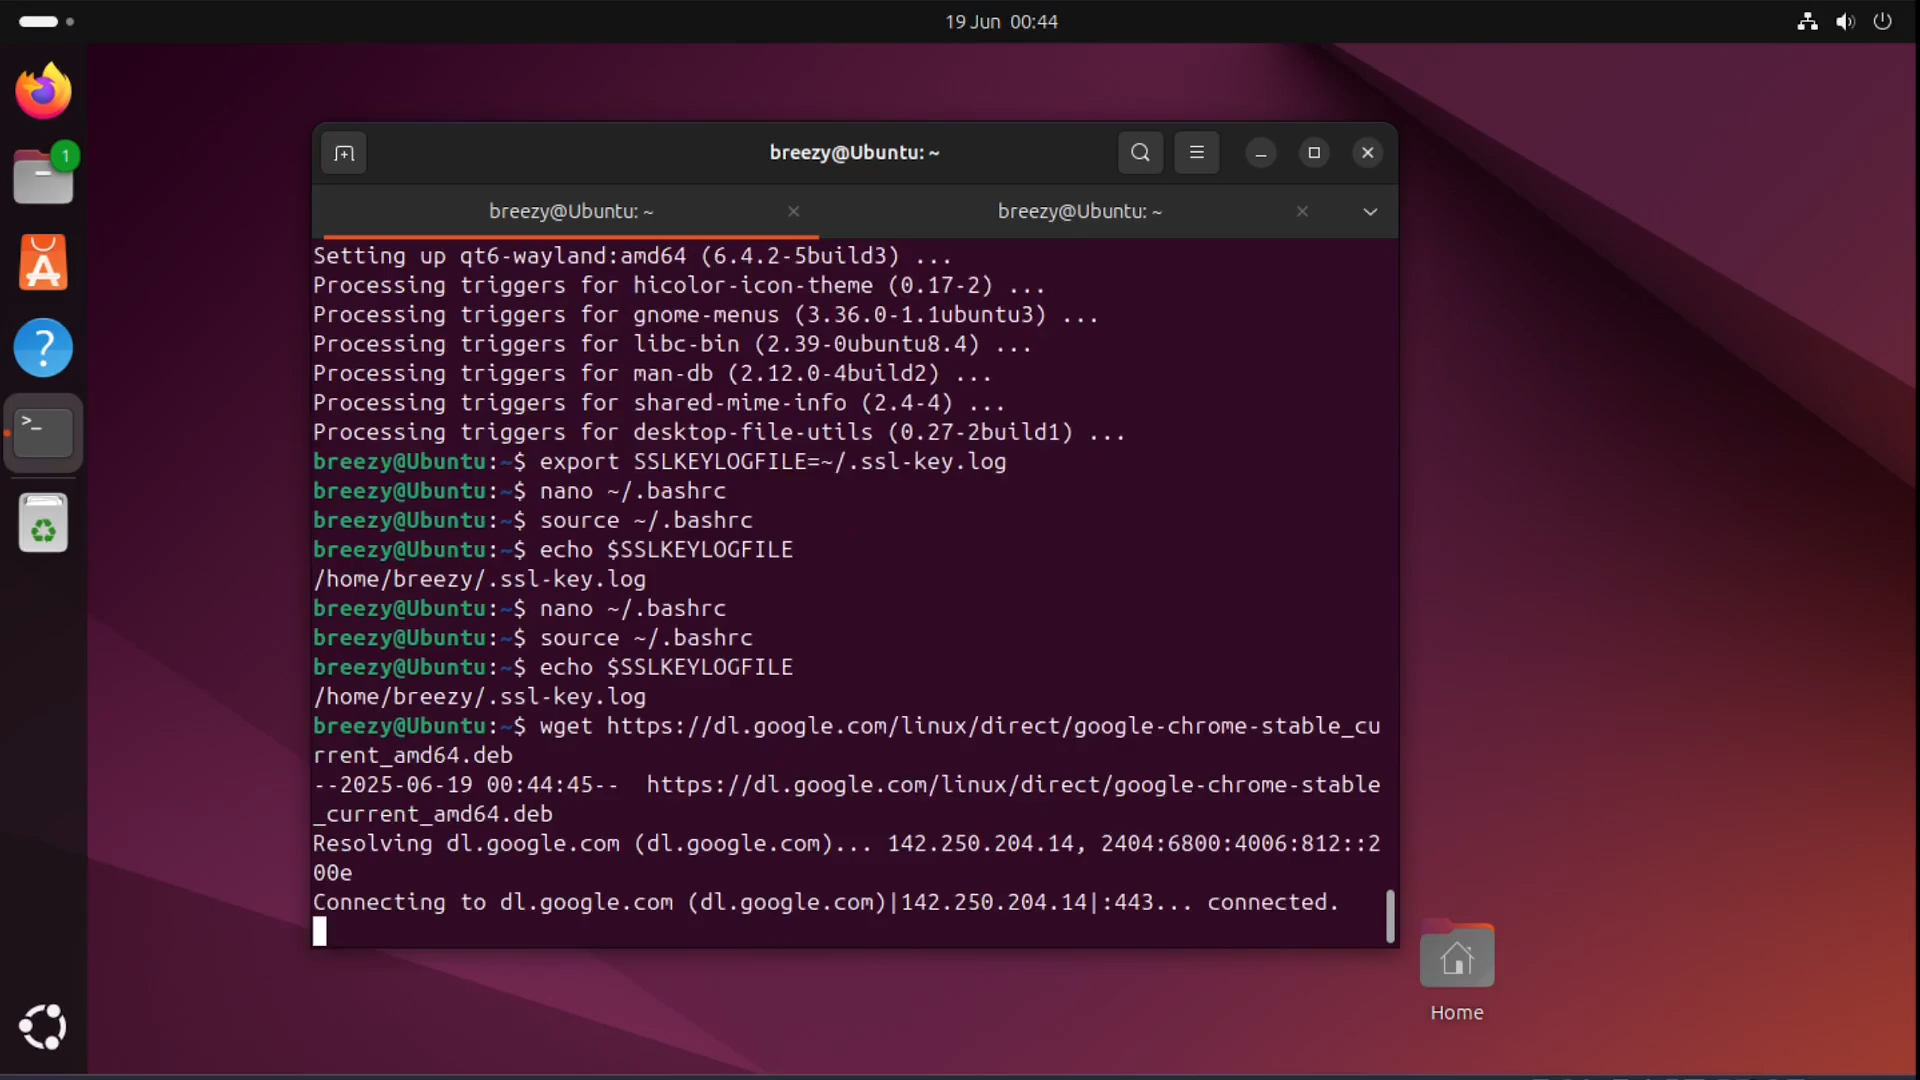 19 Jun 00:44
1
breezy@Ubuntu: ~
breezy@Ubuntu: ~
breezy@Ubuntu: ~
Setting up qt6-wayland:amd64 (6.4.2-5build3) ...
Processing triggers for hicolor-icon-theme (0.17-2) ...
Processing triggers for gnome-menus (3.36.0-1.1ubuntu3) ...
Processing triggers for libc-bin (2.39-0ubuntu8.4) ...
Processing triggers for man-db (2.12.0-4build2) ...
Processing triggers for shared-mime-info (2.4-4) ...
Processing triggers for desktop-file-utils (0.27-2build1) ...
breezy@Ubuntu:~$ export SSLKEYLOGFILE=~/.ssl-key.log
breezy@Ubuntu:~$ nano ~/.bashrc
breezy@Ubuntu:~$ source ~/.bashrc
breezy@Ubuntu:~$ echo $SSLKEYLOGFILE
/home/breezy/.ssl-key.log
breezy@Ubuntu:~$ nano ~/.bashrc
breezy@Ubuntu:~$ source ~/.bashrc
breezy@Ubuntu:~$ echo $SSLKEYLOGFILE
/home/breezy/.ssl-key.log
breezy@Ubuntu:~$ wget https://dl.google.com/linux/direct/google-chrome-stable_cu
rrent_amd64.deb
--2025-06-19 00:44:45--  https://dl.google.com/linux/direct/google-chrome-stable
_current_amd64.deb
Resolving dl.google.com (dl.google.com)... 142.250.204.14, 2404:6800:4006:812::2
00e
Connecting to dl.google.com (dl.google.com)|142.250.204.14|:443... connected.
Home